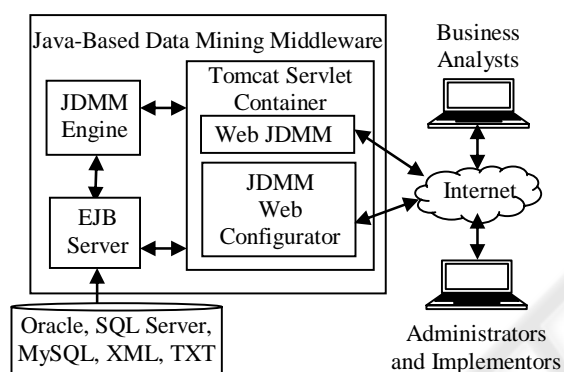 Java-Based Data Mining Middleware
JDMM
Engine
EJB
Server
Tomcat Servlet
Container
Web JDMM
JDMM
Web
Configurator
Oracle, SQL Server,
MySQL, XML, TXT
Business
Analysts
Internet
Administrators
and Implementors